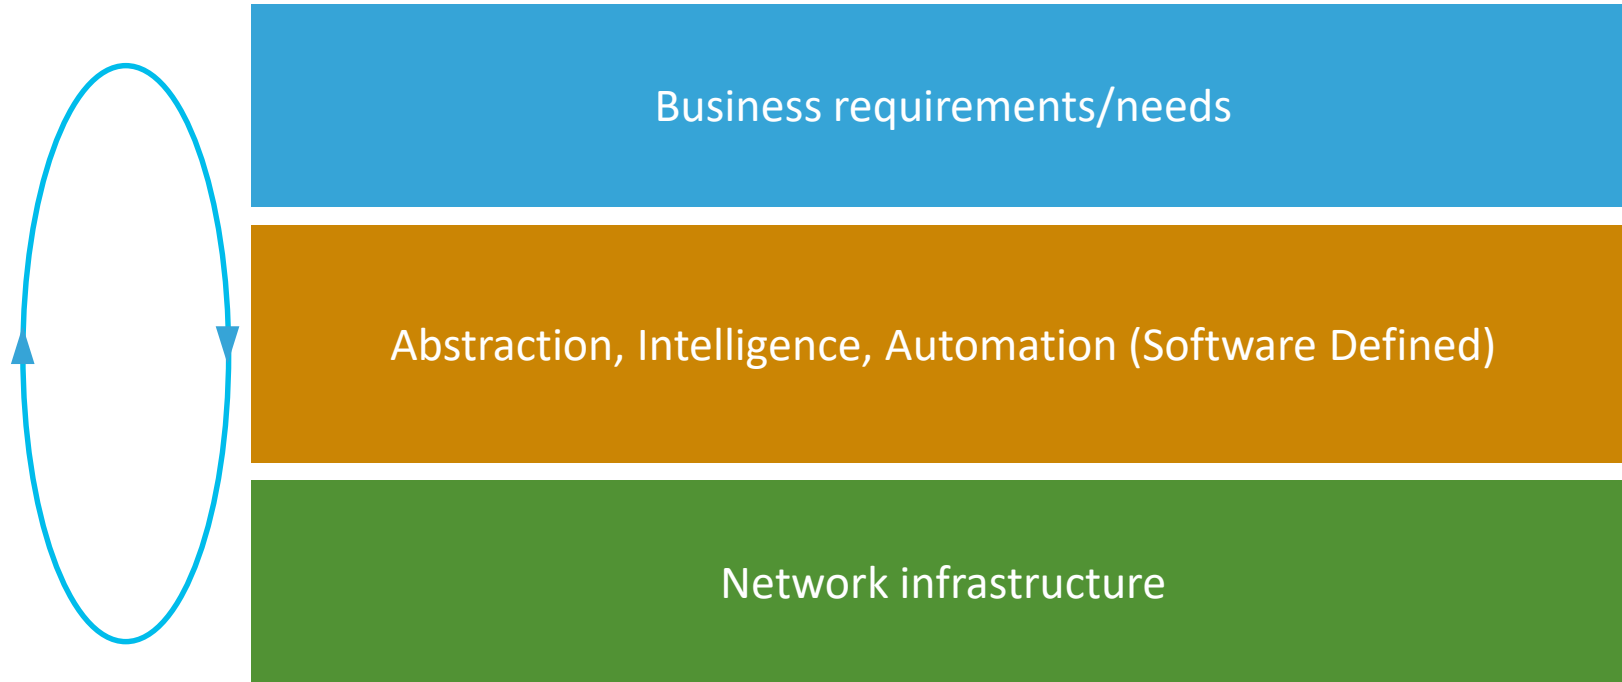 Business requirements/needs
Abstraction, Intelligence, Automation (Software Defined)
Network infrastructure